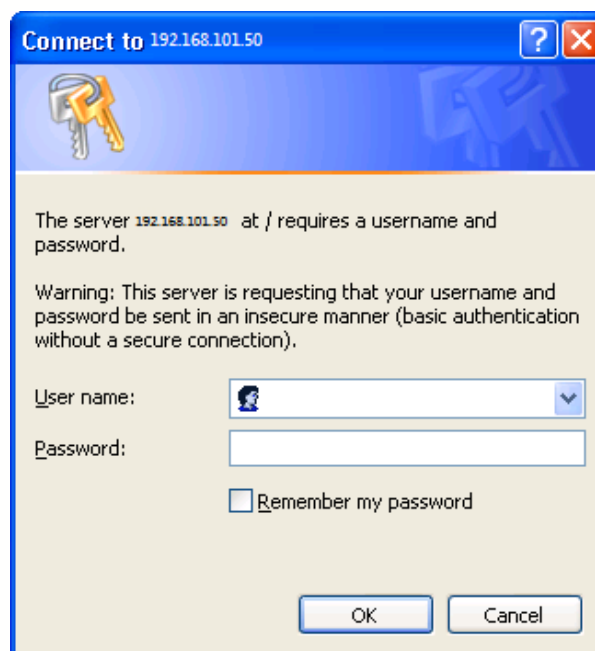 Connect to 192.168.101.50
The server 192.168.101.50 at / requires a username and
password.
Warning: This server is requesting that your username and
password be sent in an insecure manner (basic authentication
without a secure connection).
User name:
Password:
Remember my password
OK Cancel